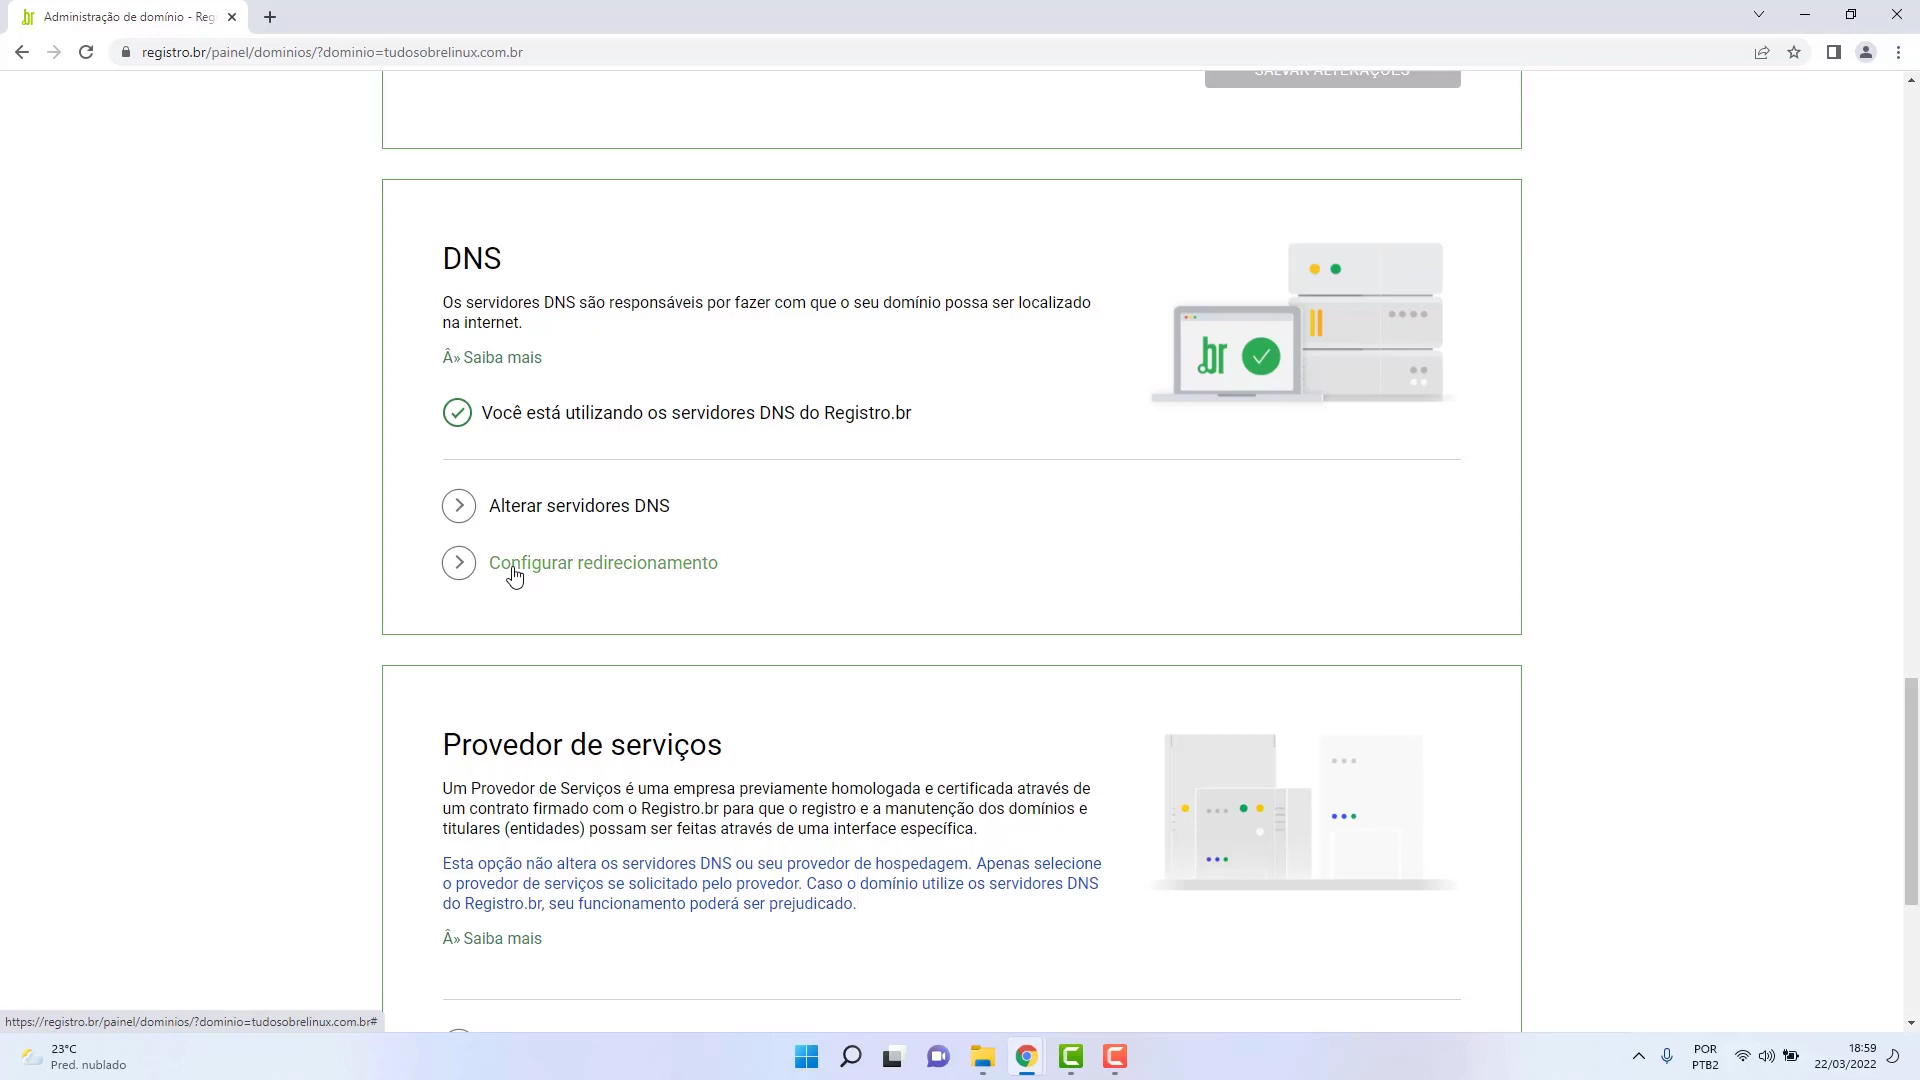 Administração de domínio - Reg
registro.br/painel/dominios/?dominio=tudosobrelinux.com.br
SALVAR ALTERAÇÕES
DNS
Os servidores DNS são responsáveis por fazer com que o seu domínio possa ser localizado
na internet.
Â» Saiba mais
br
Você está utilizando os servidores DNS do Registro.br
Alterar servidores DNS
Configurar redirecionamento
Provedor de serviços
Um Provedor de Serviços é uma empresa previamente homologada e certificada através de
um contrato firmado com o Registro.br para que o registro e a manutenção dos domínios e
titulares (entidades) possam ser feitas através de uma interface específica.
Esta opção não altera os servidores DNS ou seu provedor de hospedagem. Apenas selecione
o provedor de serviços se solicitado pelo provedor. Caso o domínio utilize os servidores DNS
do Registro.br, seu funcionamento poderá ser prejudicado.
Â» Saiba mais
https://registro.br/painel/dominios/?dominio=tudosobrelinux.com.br#
23°C
Pred. nublado
POR
PTB2
18:59
22/03/2022